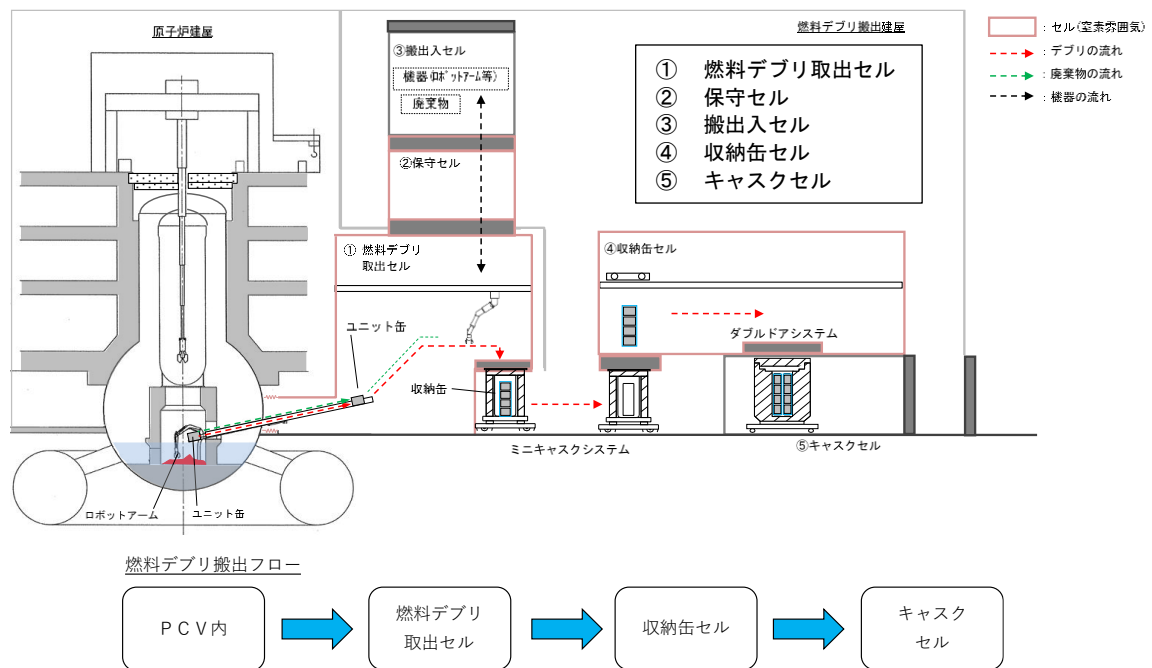 原子炉建屋
燃料デブリ搬出建屋
：セル(窒素雰囲気)
：デブリの流れ
：廃棄物の流れ
：機器の流れ
① 燃料デブリ取出セル
② 保守セル
③ 搬出入セル
④ 収納缶セル
⑤ キャスクセル
③搬出入セル
機器(ﾛﾎﾞｯﾄアーム等)
廃棄物
②保守セル
① 燃料デブリ
取出セル
④収納缶セル
ユニット缶
ダブルドアシステム
収納缶
ミニキャスクシステム
⑤キャスクセル
ロボットアーム
ユニット缶
燃料デブリ搬出フロー
ＰＣＶ内
燃料デブリ
取出セル
収納缶セル
キャスク
セル